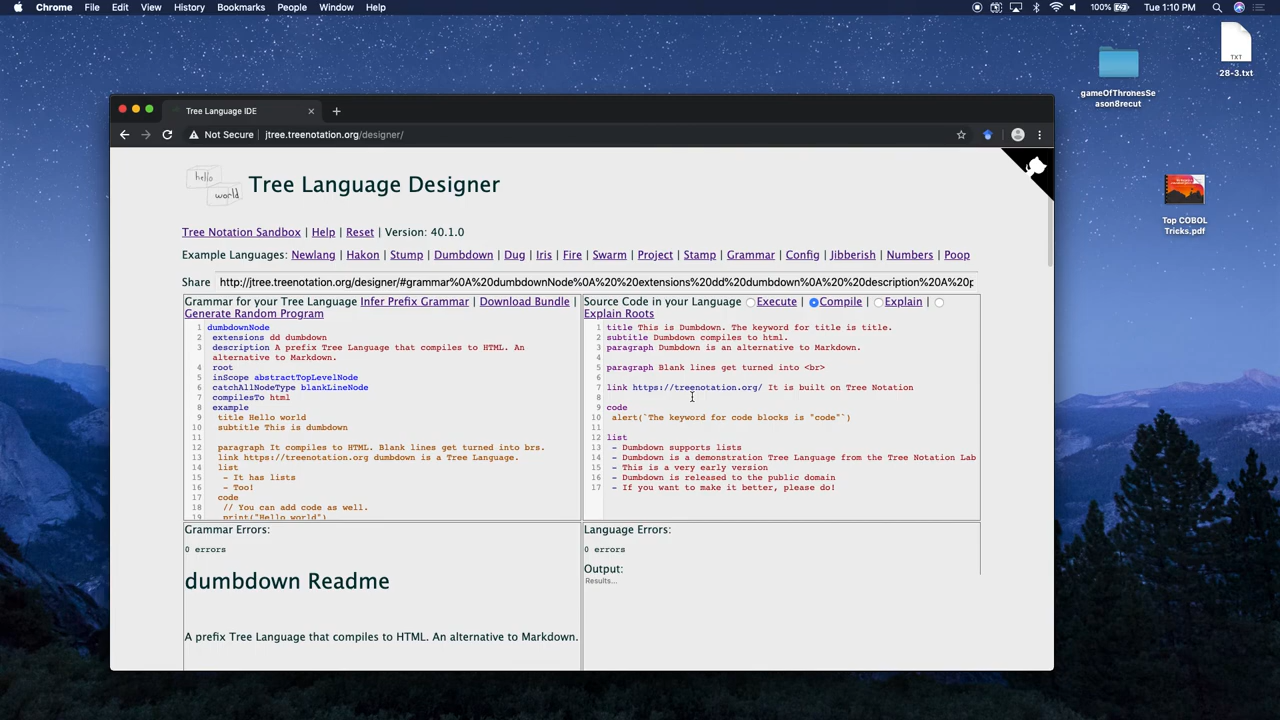 Chrome File Edit View History Bookmarks People Window Help 100% Tue 1:10 PM
TXT
28-3.txt
gameOfThronesSe
ason8recut
Top COBOL
Tricks.pdf
Tree Language IDE
Not Secure | jtree.treenotation.org/designer/
hello
world
Tree Language Designer
Tree Notation Sandbox | Help | Reset | Version: 40.1.0
Example Languages: Newlang | Hakon | Stump | Dumbdown | Dug | Iris | Fire | Swarm | Project | Stamp | Grammar | Config | Jibberish | Numbers | Poop
Share http://jtree.treenotation.org/designer/#grammar%0A%20dumbdownNode%0A%20%20extensions%20dd%20dumbdown%0A%20%20description%20A%20p
Grammar for your Tree Language Infer Prefix Grammar | Download Bundle |
Generate Random Program
1 dumbdownNode
2 extensions dd dumbdown
3 description A prefix Tree Language that compiles to HTML. An
alternative to Markdown.
4 root
5 inScope abstractTopLevelNode
6 catchAllNodeType blankLineNode
7 compilesTo html
8 example
9 title Hello world
10 subtitle This is dumbdown
11
12 paragraph It compiles to HTML. Blank lines get turned into brs.
13 link https://treenotation.org dumbdown is a Tree Language.
14 list
15 - It has lists
16 - Too!
17 code
18 // You can add code as well.
19 print("Hello world")
Source Code in your Language Execute | Compile | Explain |
Explain Roots
1 title This is Dumbdown. The keyword for title is title.
2 subtitle Dumbdown compiles to html.
3 paragraph Dumbdown is an alternative to Markdown.
4
5 paragraph Blank lines get turned into <br>
6
7 link https://treenotation.org/ It is built on Tree Notation
8
9 code
10 alert(`The keyword for code blocks is "code"`)
11
12 list
13 - Dumbdown supports lists
14 - Dumbdown is a demonstration Tree Language from the Tree Notation Lab
15 - This is a very early version
16 - Dumbdown is released to the public domain
17 - If you want to make it better, please do!
Grammar Errors:
0 errors
dumbdown Readme
A prefix Tree Language that compiles to HTML. An alternative to Markdown.
Language Errors:
0 errors
Output:
Results...